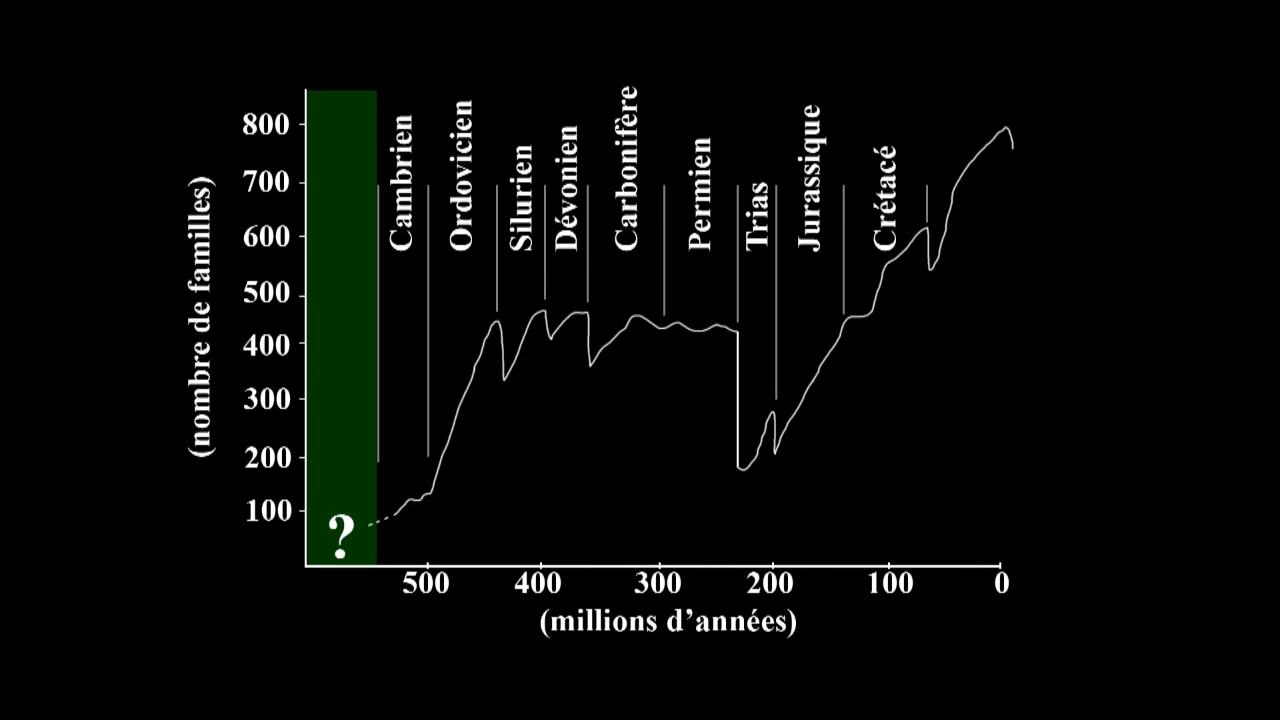 Cambrien
Ordovicien
Silurien
Dévonien
Carbonifère
Permien
Trias
Jurassique
Crétacé
(nombre de familles)
800
700
600
500
400
300
200
100
?
500 400 300 200 100 0
(millions d’années)